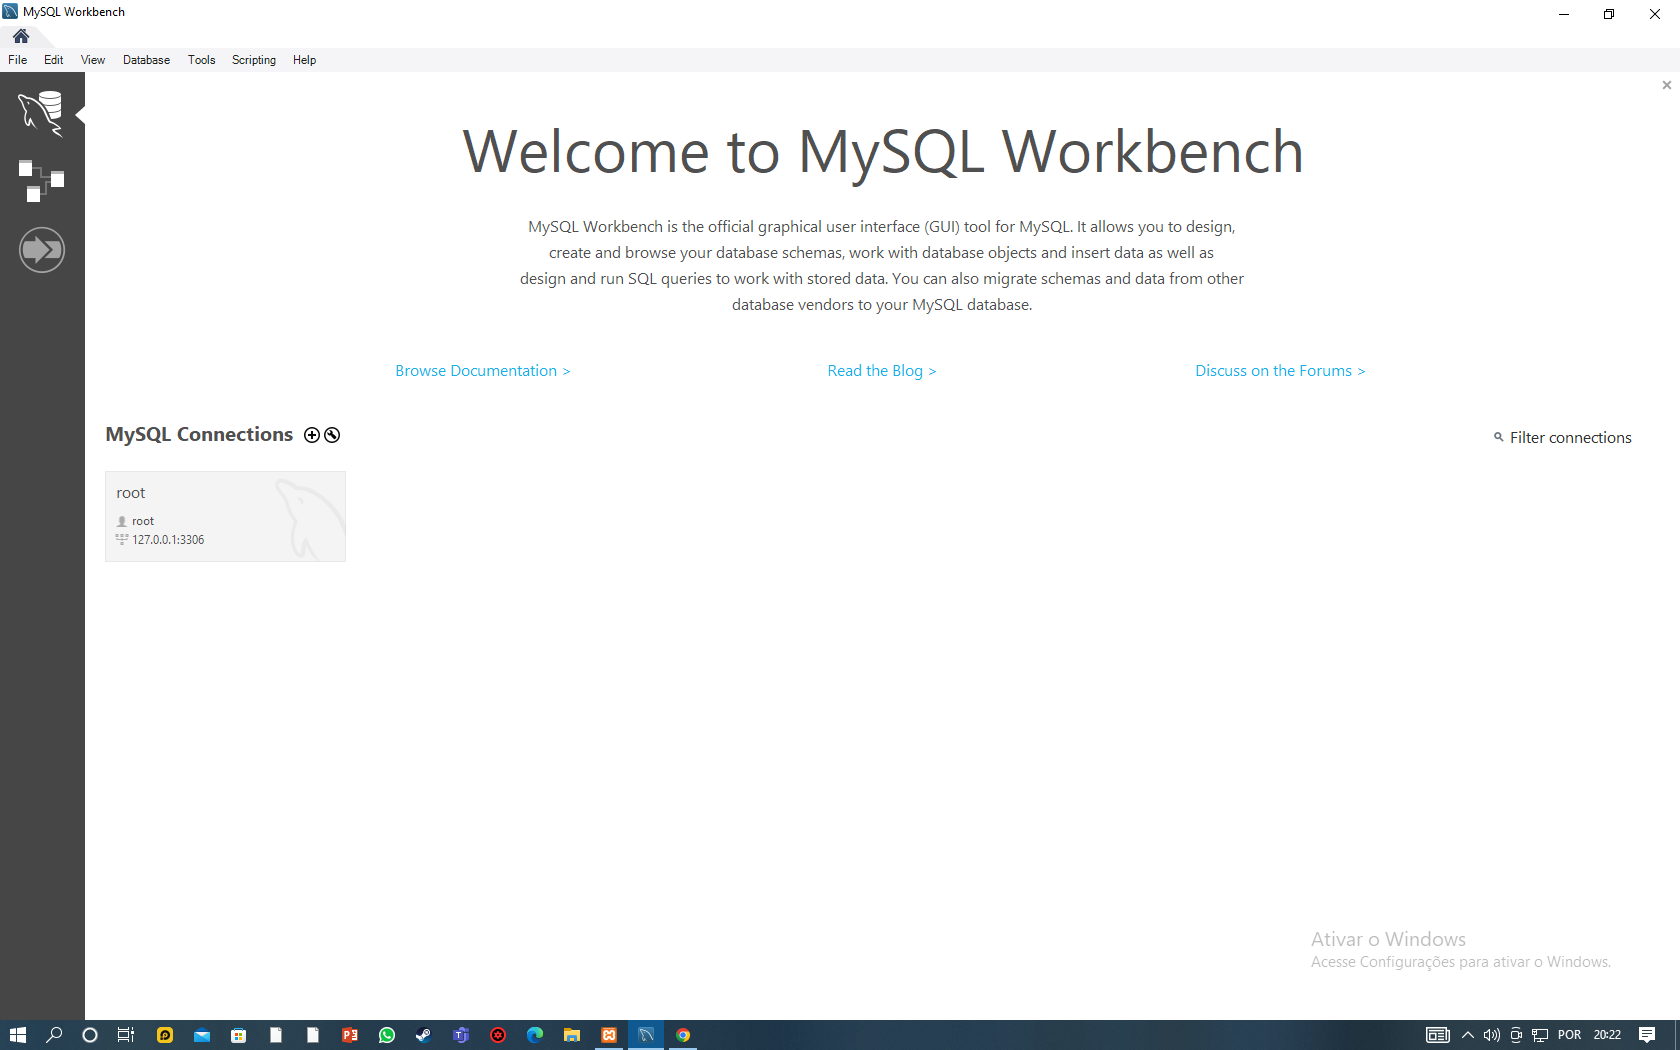 MySQL Workbench
File Edit View Database Tools Scripting Help
Welcome to MySQL Workbench
MySQL Workbench is the official graphical user interface (GUI) tool for MySQL. It allows you to design,
create and browse your database schemas, work with database objects and insert data as well as
design and run SQL queries to work with stored data. You can also migrate schemas and data from other
database vendors to your MySQL database.
Browse Documentation > Read the Blog > Discuss on the Forums >
MySQL Connections
Filter connections
root
root
127.0.0.1:3306
Ativar o Windows
Acesse Configurações para ativar o Windows.
POR 20:22